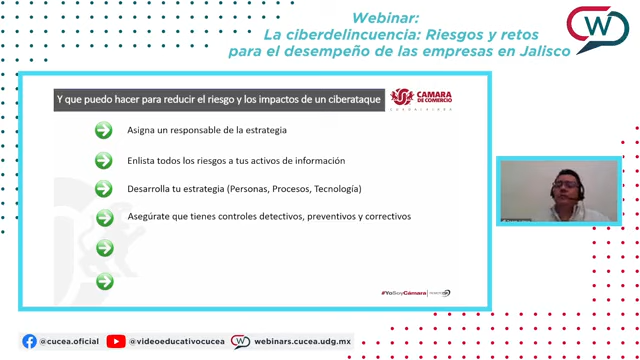 Webinar:
La ciberdelincuencia: Riesgos y retos
para el desempeño de las empresas en Jalisco
W
Y que puedo hacer para reducir el riesgo y los impactos de un ciberataque
CAMARA
DE COMERCIO
Asigna un responsable de la estrategia
Enlista todos los riesgos a tus activos de información
Desarrolla tu estrategia (Personas, Procesos, Tecnología)
Asegúrate que tienes controles detectivos, preventivos y correctivos
#YoSoyCámara
@cucea.oficial
@videoeducativocucea
W
webinars.cucea.udg.mx